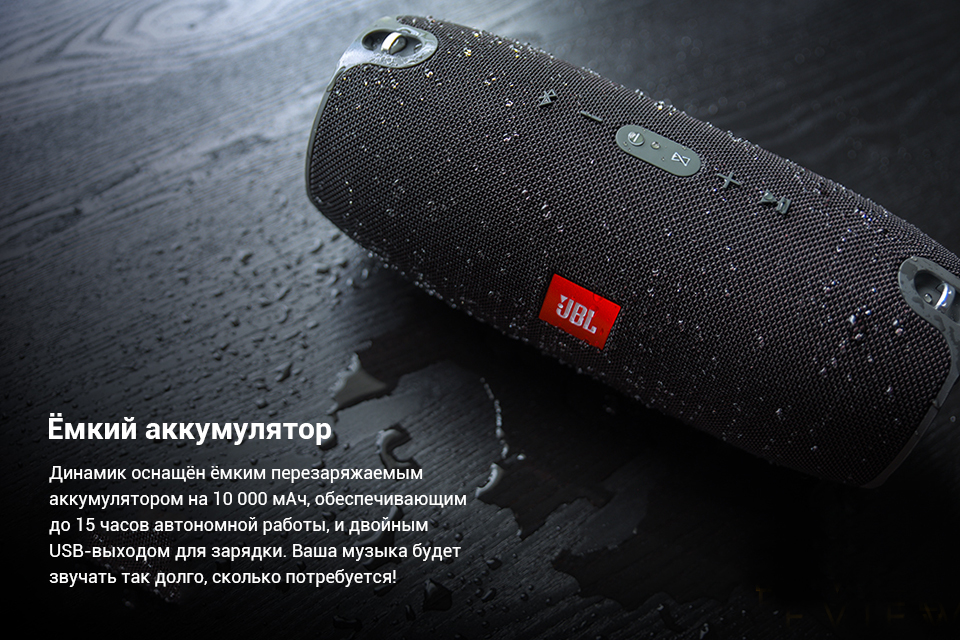 JBL
Ёмкий аккумулятор
Динамик оснащён ёмким перезаряжаемым
аккумулятором на 10 000 мАч, обеспечивающим
до 15 часов автономной работы, и двойным
USB-выходом для зарядки. Ваша музыка будет
звучать так долго, сколько потребуется!